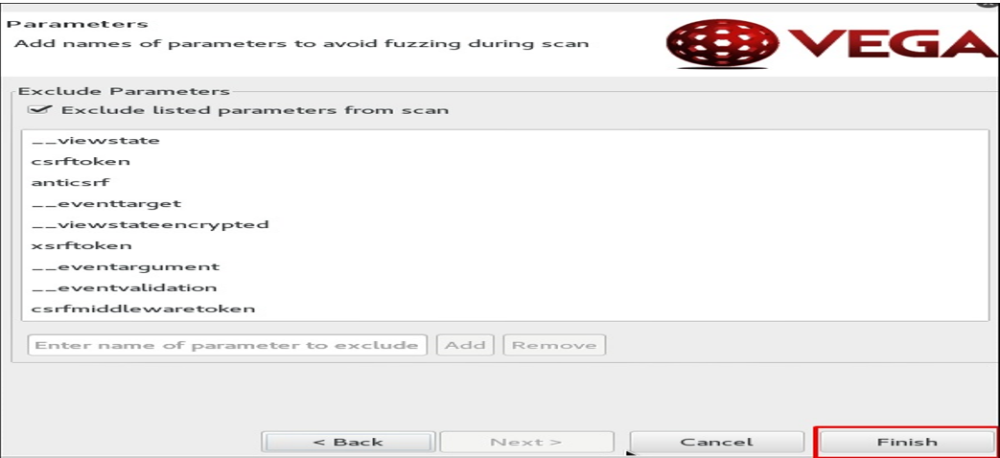 Parameters
Add names of parameters to avoid fuzzing during scan
VEGA
Exclude Parameters
Exclude listed parameters from scan
__viewstate
csrftoken
anticsrf
__eventtarget
__viewstateencrypted
xsrftoken
__eventargument
__eventvalidation
csrfmiddlewaretoken
Enter name of parameter to exclude Add Remove
< Back Next > Cancel Finish